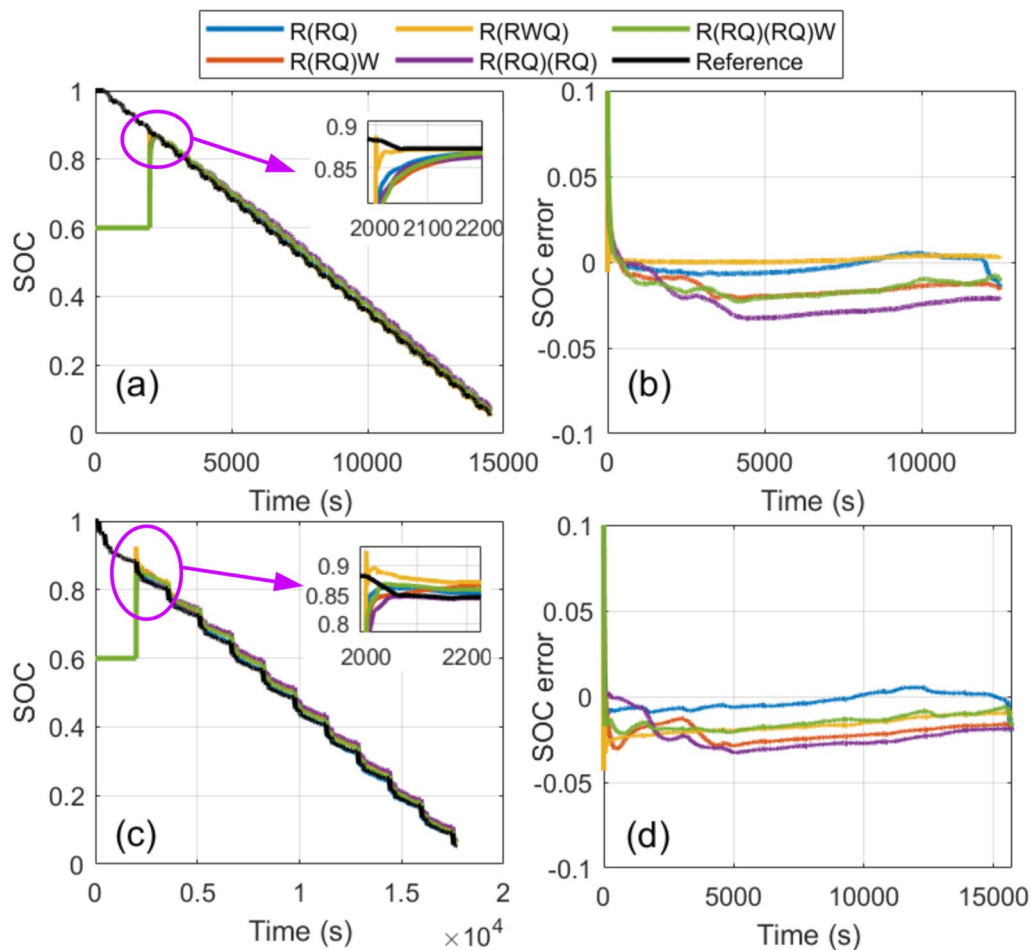 R(RQ) R(RWQ) R(RQ)(RQ)W
R(RQ)W R(RQ)(RQ) Reference
1
0.8
0.6
0.4
0.2
0
SOC
0.9
0.85
2000 2100 2200
(a)
0 5000 10000 15000
Time (s)
0.1
0.05
0
-0.05
-0.1
SOC error
(b)
0 5000 10000
Time (s)
1
0.8
0.6
0.4
0.2
0
SOC
0.9
0.85
0.8
2000 2200
(c)
0 0.5 1 1.5 2
Time (s) ×10⁴
0.1
0.05
0
-0.05
-0.1
SOC error
(d)
0 5000 10000 15000
Time (s)